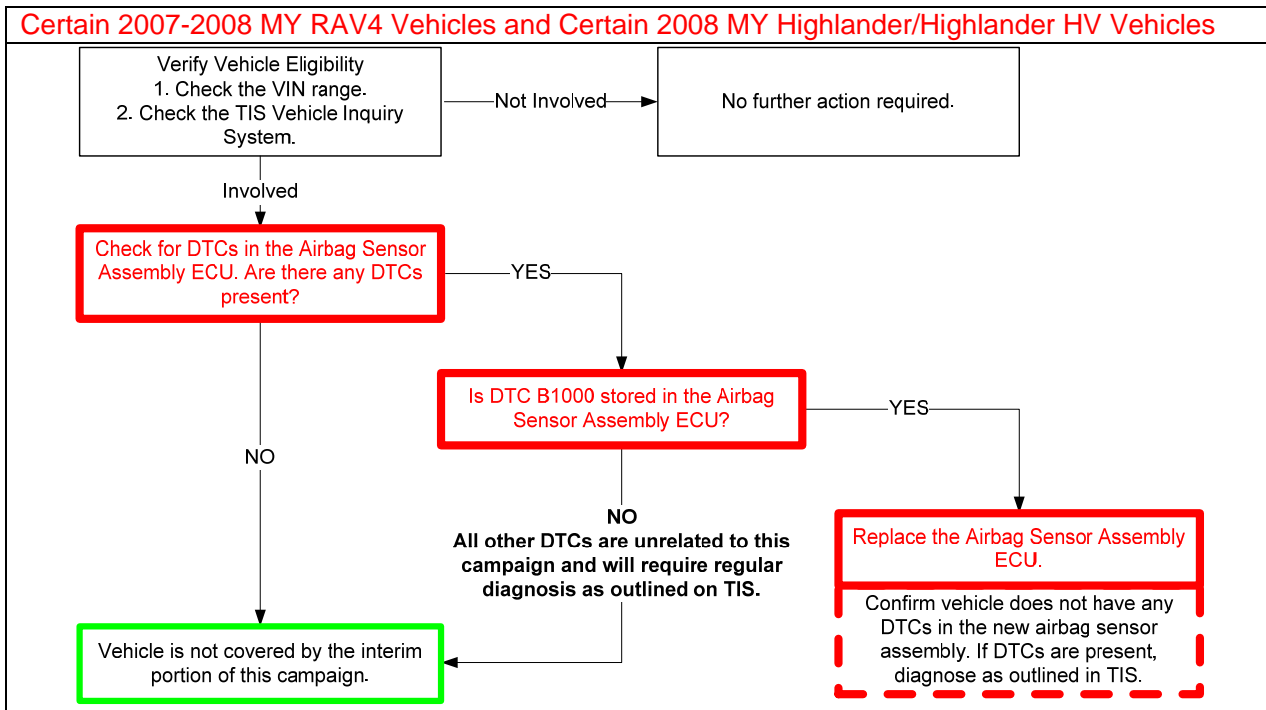 Certain 2007-2008 MY RAV4 Vehicles and Certain 2008 MY Highlander/Highlander HV Vehicles
Verify Vehicle Eligibility
1. Check the VIN range.
2. Check the TIS Vehicle Inquiry
System.
Not Involved
No further action required.
Involved
Check for DTCs in the Airbag Sensor
Assembly ECU. Are there any DTCs
present?
YES
Is DTC B1000 stored in the Airbag
Sensor Assembly ECU?
YES
NO
NO
All other DTCs are unrelated to this
campaign and will require regular
diagnosis as outlined on TIS.
Replace the Airbag Sensor Assembly
ECU.
Confirm vehicle does not have any
DTCs in the new airbag sensor
assembly. If DTCs are present,
diagnose as outlined in TIS.
Vehicle is not covered by the interim
portion of this campaign.